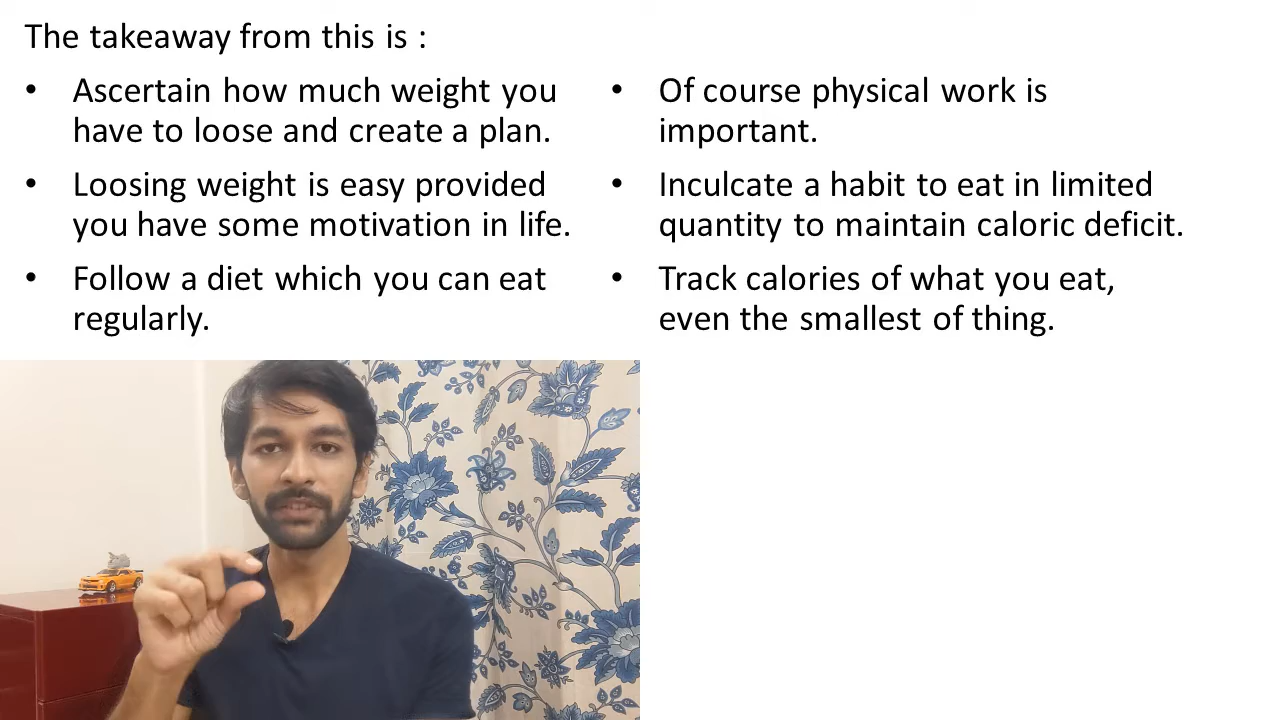 The takeaway from this is :
• Ascertain how much weight you
have to loose and create a plan.
• Loosing weight is easy provided
you have some motivation in life.
• Follow a diet which you can eat
regularly.
• Of course physical work is
important.
• Inculcate a habit to eat in limited
quantity to maintain caloric deficit.
• Track calories of what you eat,
even the smallest of thing.